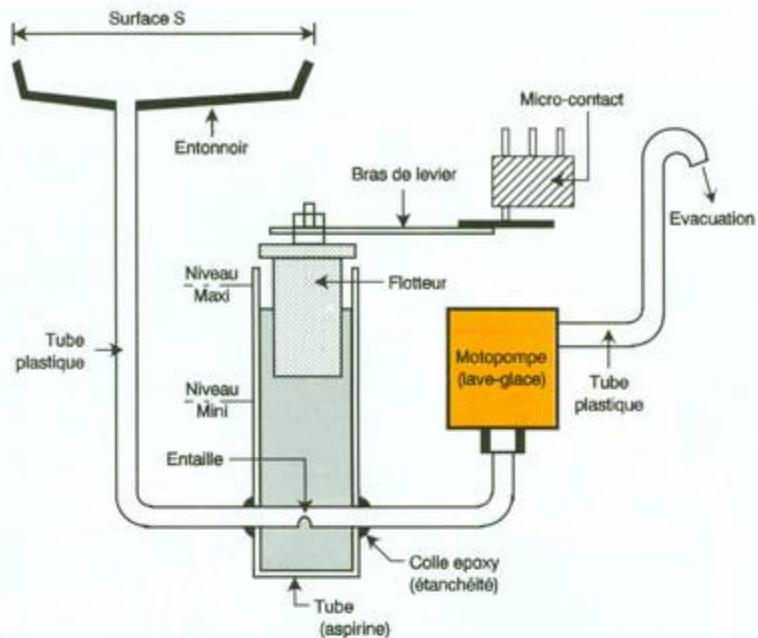 Surface S
Entonnoir
Micro-contact
Bras de levier
Evacuation
Niveau
Maxi
Flotteur
Tube
plastique
Motopompe
(lave-glace)
Tube
plastique
Niveau
Mini
Entaille
Colle epoxy
(étanchéité)
Tube
(aspirine)